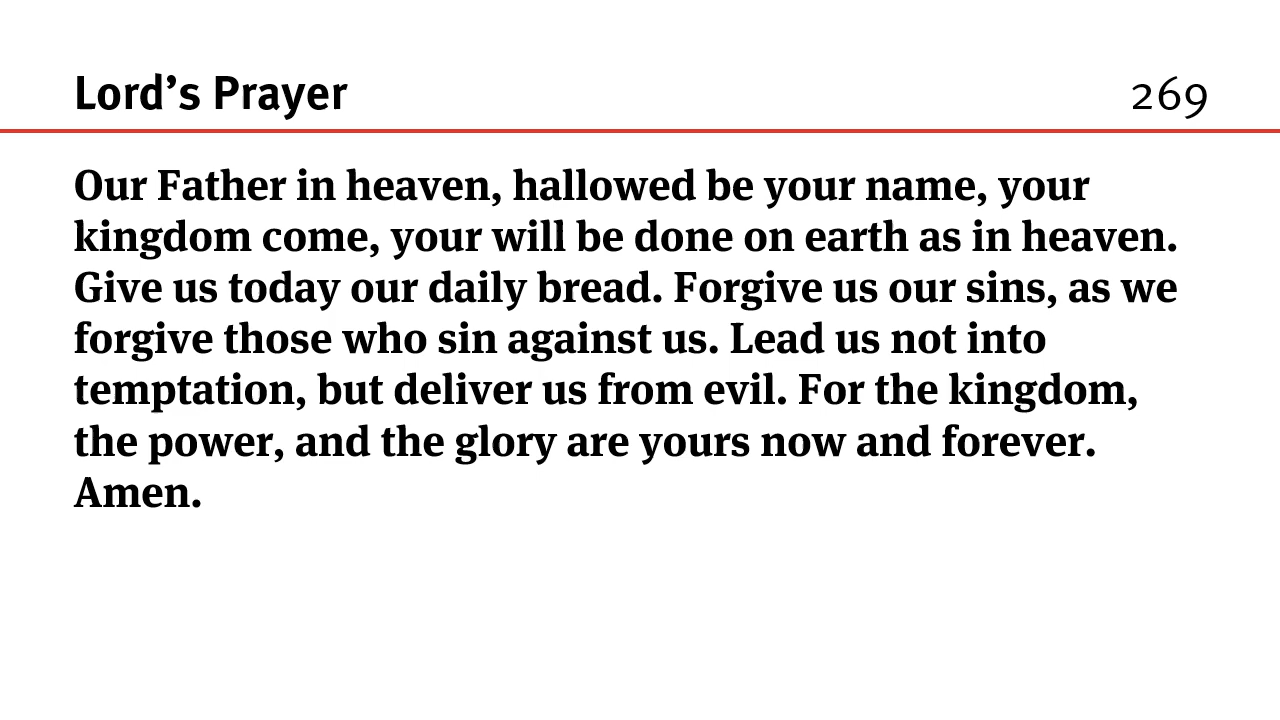 Lord’s Prayer 269
Our Father in heaven, hallowed be your name, your
kingdom come, your will be done on earth as in heaven.
Give us today our daily bread. Forgive us our sins, as we
forgive those who sin against us. Lead us not into
temptation, but deliver us from evil. For the kingdom,
the power, and the glory are yours now and forever.
Amen.